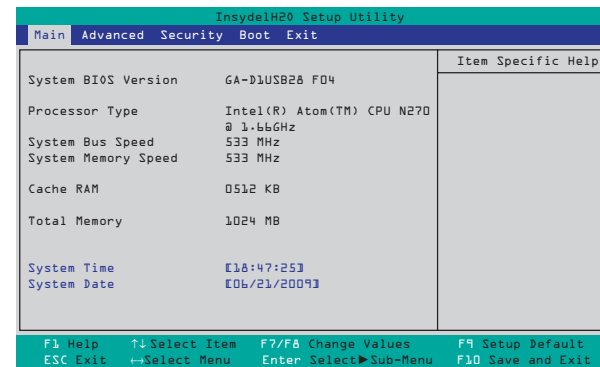 InsydelH20 Setup Utility
Main Advanced Security Boot Exit
Item Specific Help
System BIOS Version GA-D1USB28 F04
Processor Type Intel(R) Atom(TM) CPU N270
@ 1.66GHz
System Bus Speed 533 MHz
System Memory Speed 533 MHz
Cache RAM 0512 KB
Total Memory 1024 MB
System Time [18:47:25]
System Date [06/21/2009]
F1 Help ↑↓Select Item F7/F8 Change Values F9 Setup Default
ESC Exit ↔Select Menu Enter Select▶Sub-Menu F10 Save and Exit